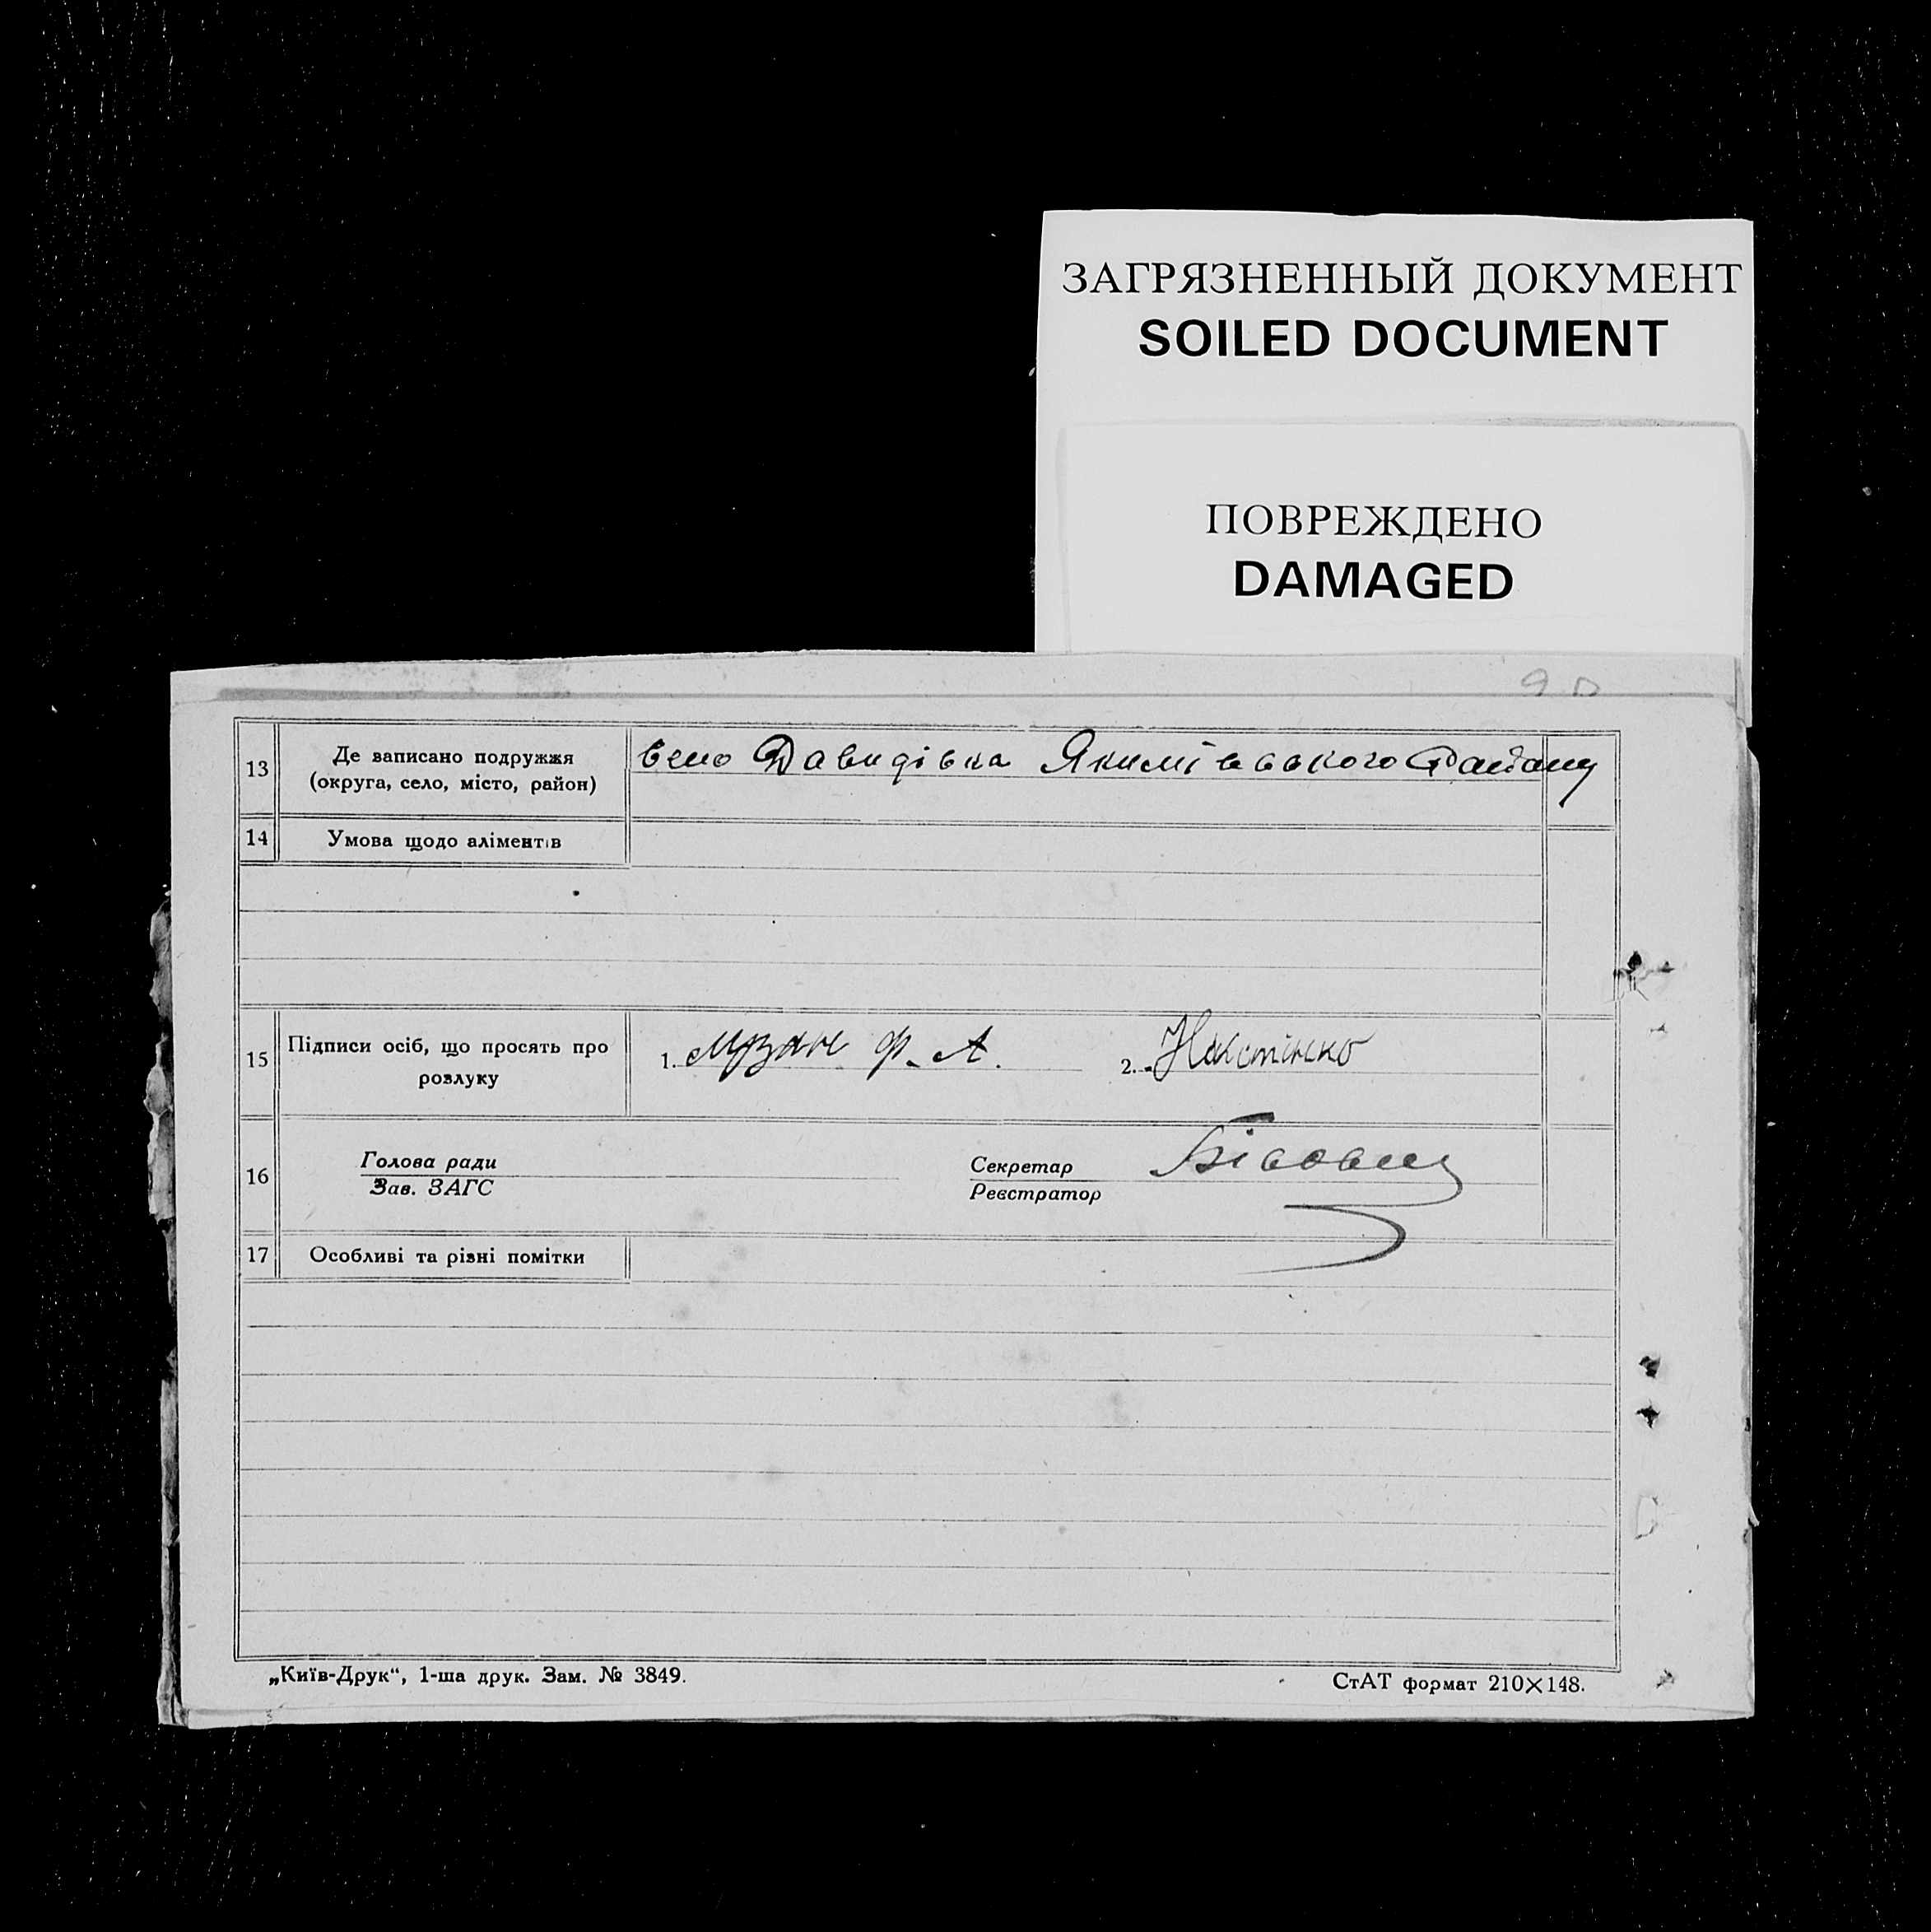 ЗАГРЯЗНЕННЫЙ ДОКУМЕНТ
SOILED DOCUMENT
ПОВРЕЖДЕНО
DAMAGED
13
Де записано подружжя
(округа, село, місто, район)
село Давидівка Якимівського Району
14
Умова щодо аліментів
15
Підписи осіб, що просять про
розлуку
1. Ф. А.
2.
16
Голова ради
Зав. ЗАГС
Секретар
Реєстратор
17
Особливі та різні помітки
„Київ-Друк“, 1-ша друк. Зам. № 3849.
СтАТ формат 210×148.